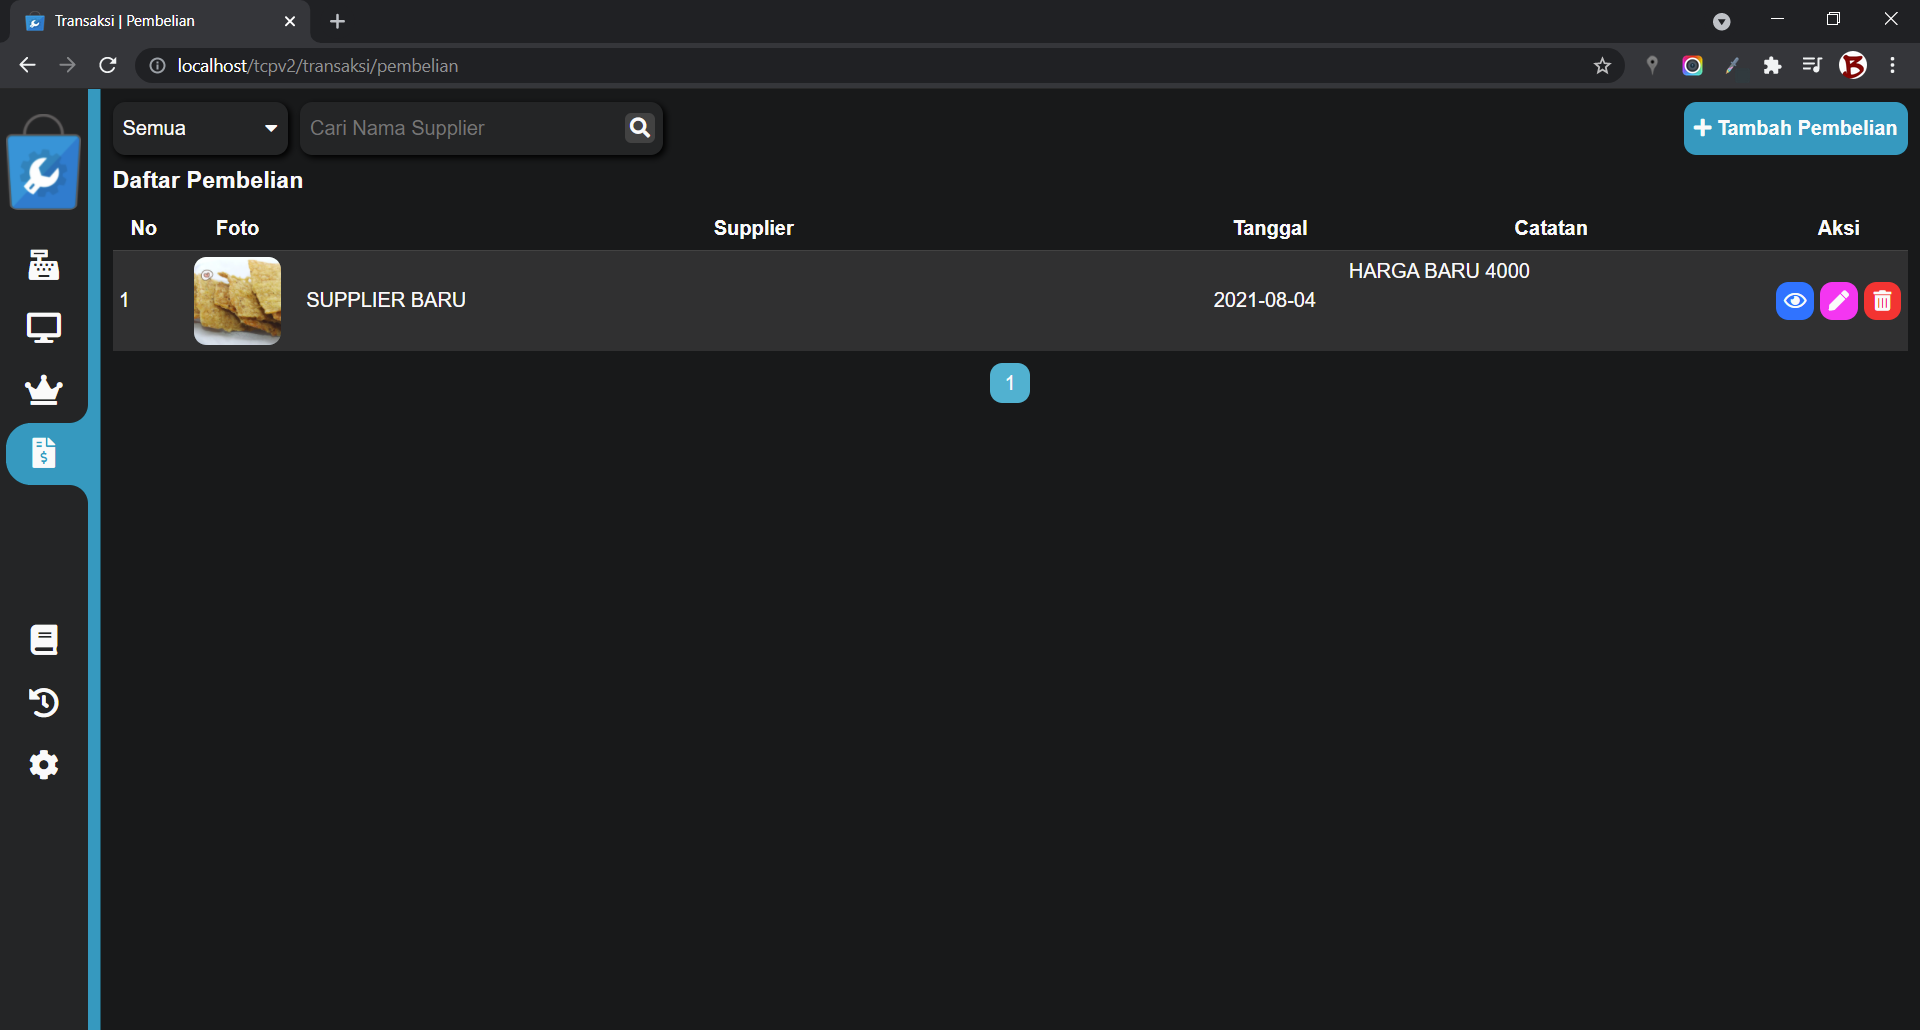 Transaksi | Pembelian
localhost/tcpv2/transaksi/pembelian
Semua
Cari Nama Supplier
Tambah Pembelian
Daftar Pembelian
No Foto Supplier Tanggal Catatan Aksi
1 SUPPLIER BARU 2021-08-04 HARGA BARU 4000
1